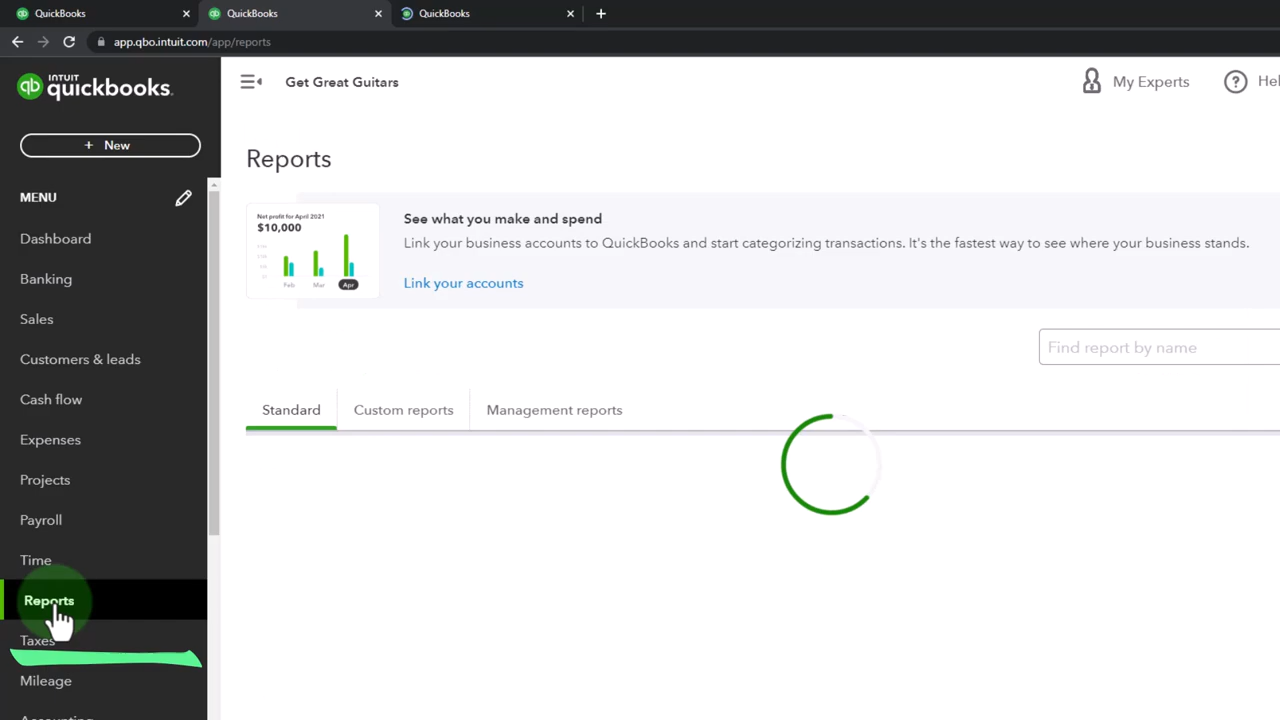 QuickBooks
QuickBooks
QuickBooks
app.qbo.intuit.com/app/reports
qb INTUIT quickbooks.
Get Great Guitars
My Experts
? Hel
+ New
Reports
MENU
Net profit for April 2021
$10,000
Feb Mar Apr
See what you make and spend
Link your business accounts to QuickBooks and start categorizing transactions. It's the fastest way to see where your business stands.
Link your accounts
Find report by name
Standard
Custom reports
Management reports
Dashboard
Banking
Sales
Customers & leads
Cash flow
Expenses
Projects
Payroll
Time
Reports
Taxes
Mileage
Accounting